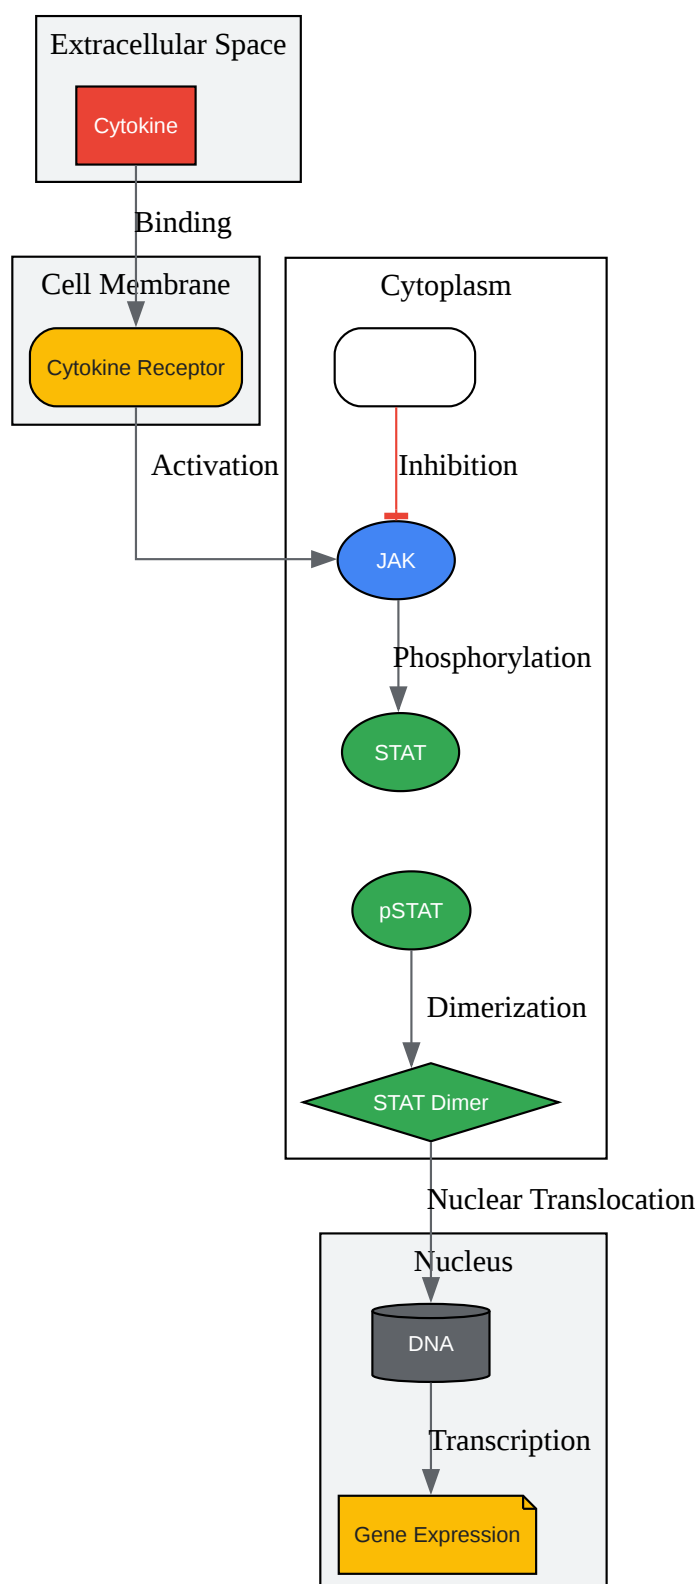 Extracellular Space
Cytokine
Binding
Cell Membrane
Cytokine Receptor
Cytoplasm
Activation
Inhibition
JAK
Phosphorylation
STAT
pSTAT
Dimerization
STAT Dimer
Nuclear Translocation
Nucleus
DNA
Transcription
Gene Expression